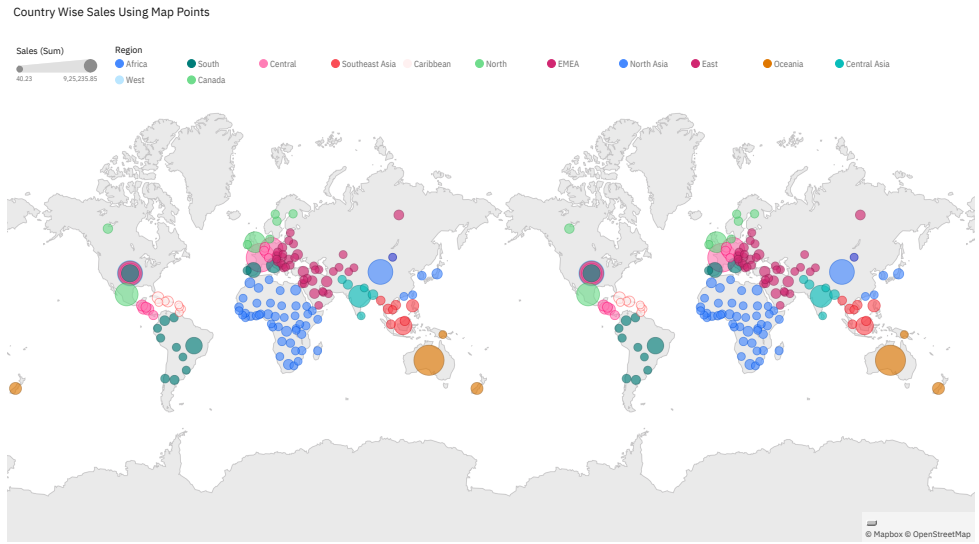 Country Wise Sales Using Map Points
Sales (Sum)
40.23 9,25,235.85
Region
Africa South Central Southeast Asia Caribbean North EMEA North Asia East Oceania Central Asia
West Canada
© Mapbox © OpenStreetMap